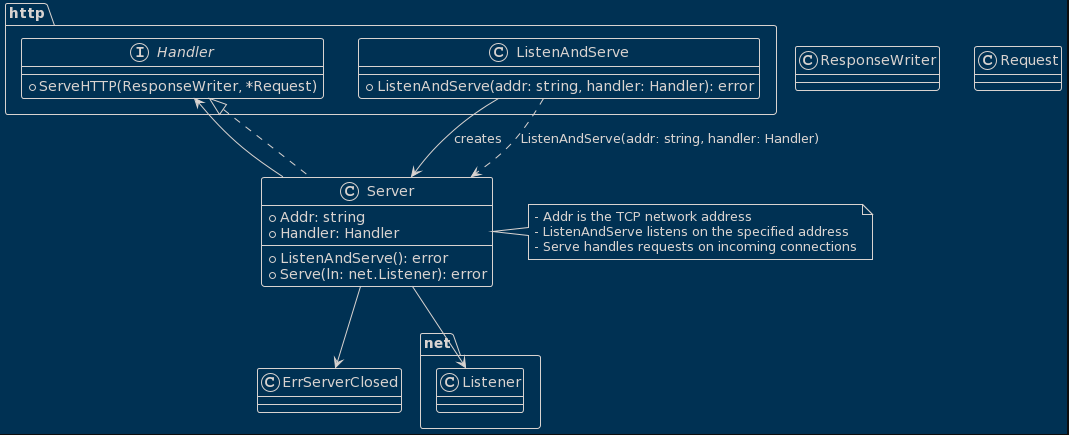 http
I Handler
ServeHTTP(ResponseWriter, *Request)
C ListenAndServe
ListenAndServe(addr: string, handler: Handler): error
C ResponseWriter
C Request
creates
ListenAndServe(addr: string, handler: Handler)
C Server
Addr: string
Handler: Handler
ListenAndServe(): error
Serve(ln: net.Listener): error
- Addr is the TCP network address
- ListenAndServe listens on the specified address
- Serve handles requests on incoming connections
net
C ErrServerClosed
C Listener